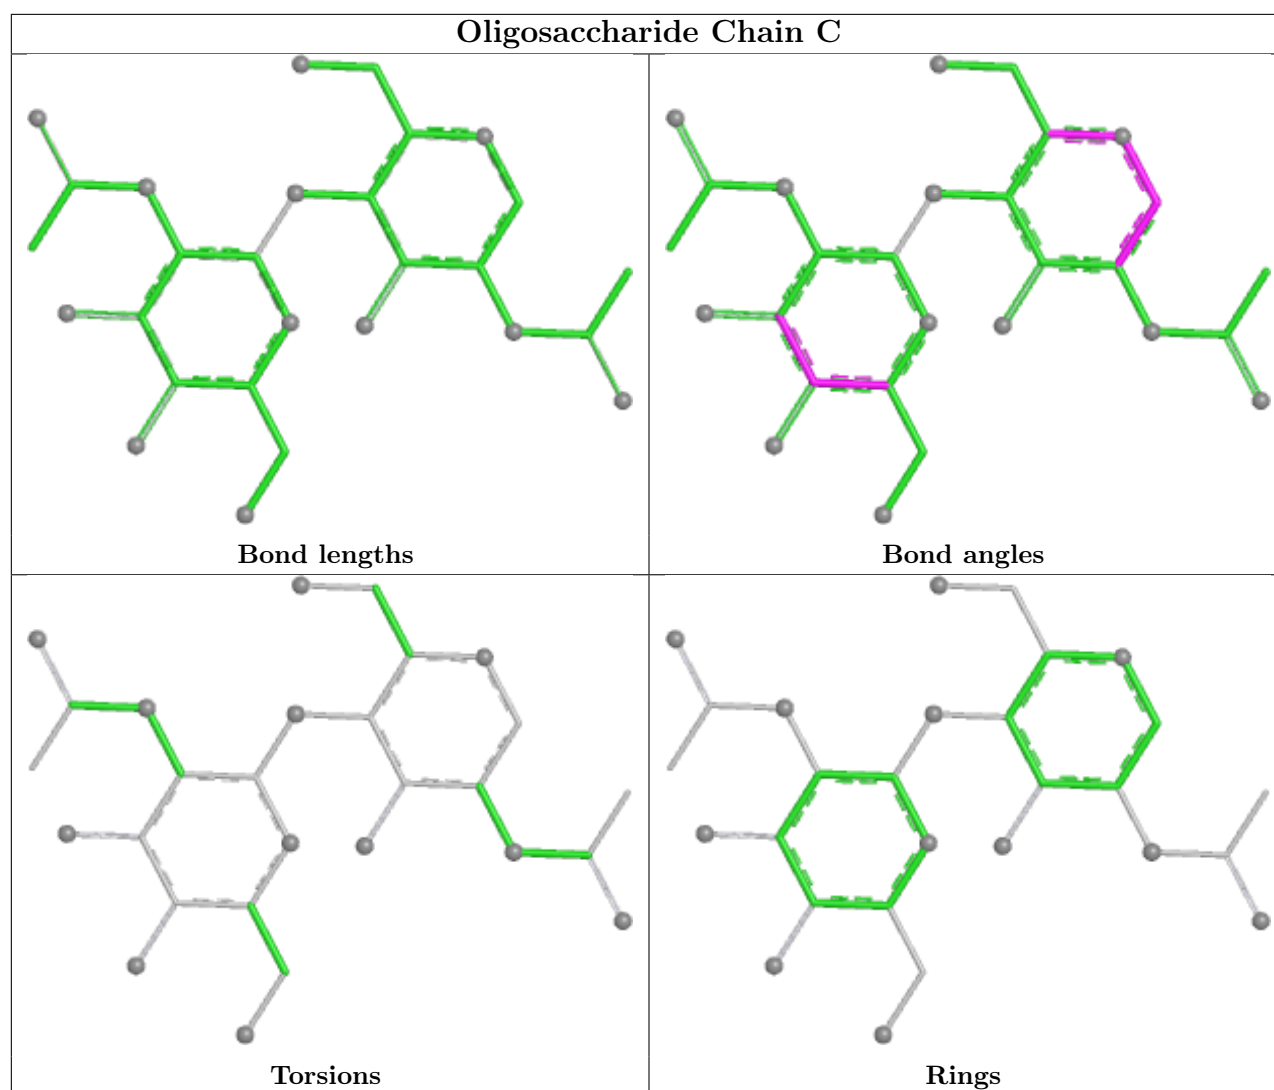 Oligosaccharide Chain C
Bond lengths
Bond angles
Torsions
Rings